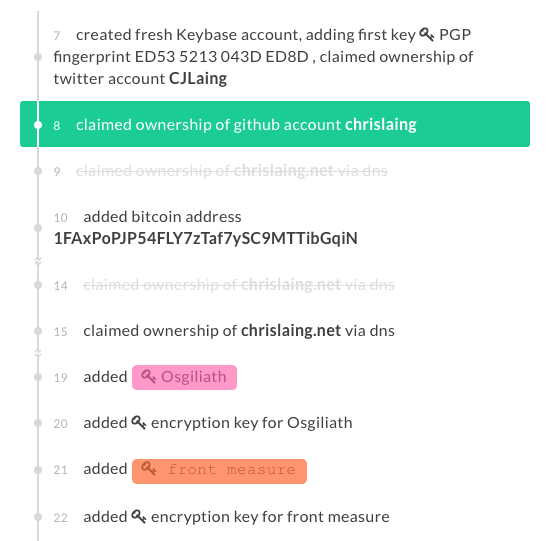 7 created fresh Keybase account, adding first key PGP
fingerprint ED53 5213 043D ED8D , claimed ownership of
twitter account CJLaing
8 claimed ownership of github account chrislaing
9 claimed ownership of chrislaing.net via dns
10 added bitcoin address
1FAxPoPJP54FLY7zTaf7ySC9MTTibGqiN
14 claimed ownership of chrislaing.net via dns
15 claimed ownership of chrislaing.net via dns
19 added Osgiliath
20 added encryption key for Osgiliath
21 added front measure
22 added encryption key for front measure